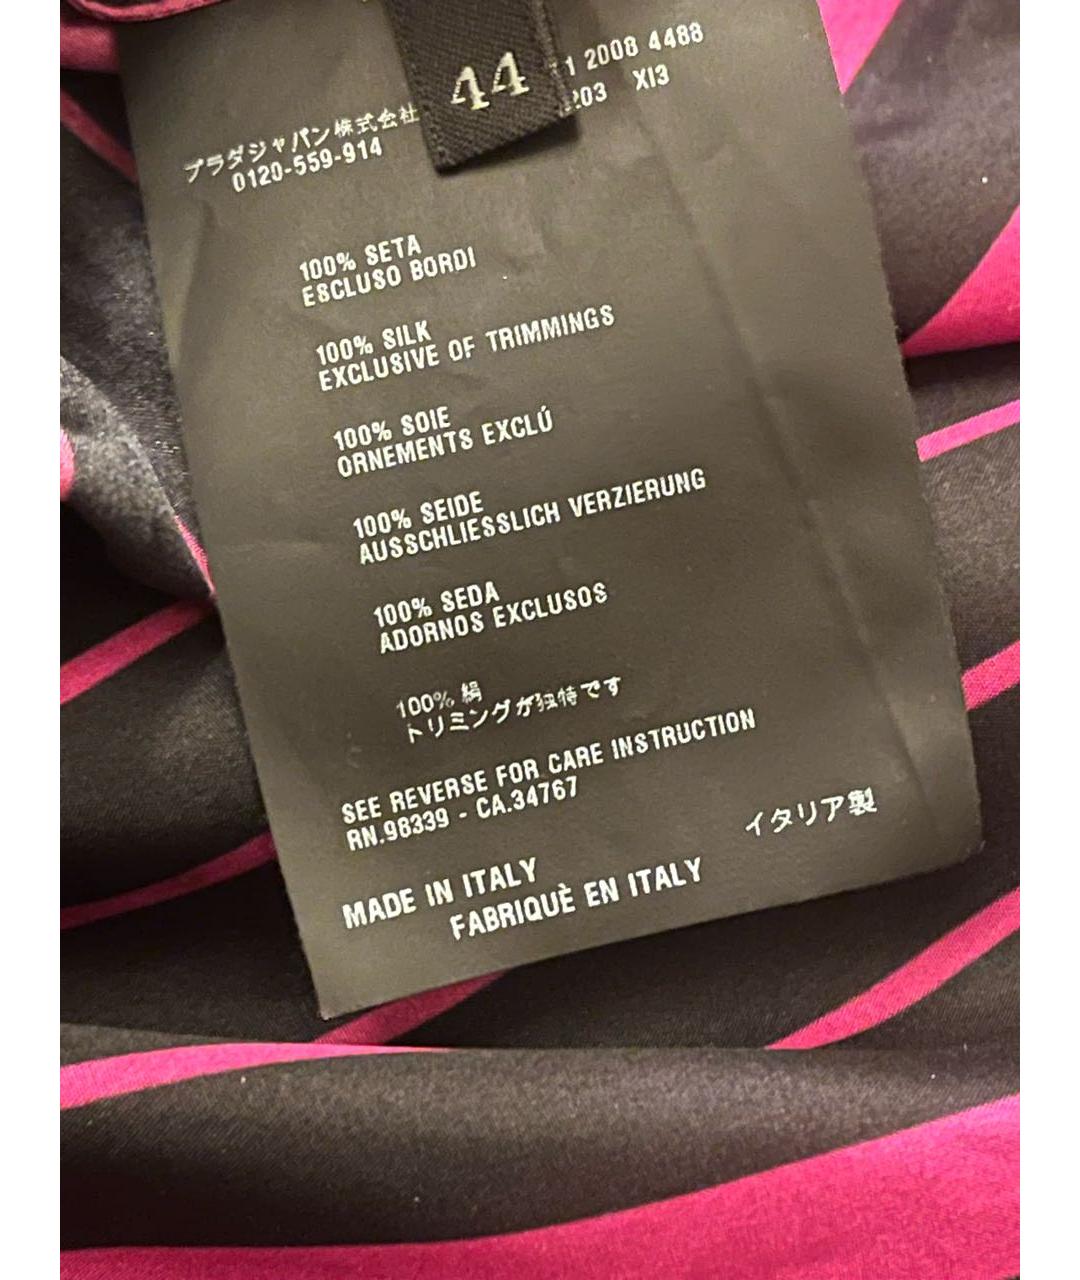 44
1 2008 4488
203 XI3
プラダジャパン株式会社
0120-559-914
100% SETA
ESCLUSO BORDI
100% SILK
EXCLUSIVE OF TRIMMINGS
100% SOIE
ORNEMENTS EXCLÚ
100% SEIDE
AUSSCHLIESSLICH VERZIERUNG
100% SEDA
ADORNOS EXCLUSOS
100% 絹
トリミングが独特です
SEE REVERSE FOR CARE INSTRUCTION
RN.98339 - CA.34767
イタリア製
MADE IN ITALY
FABRIQUÈ EN ITALY